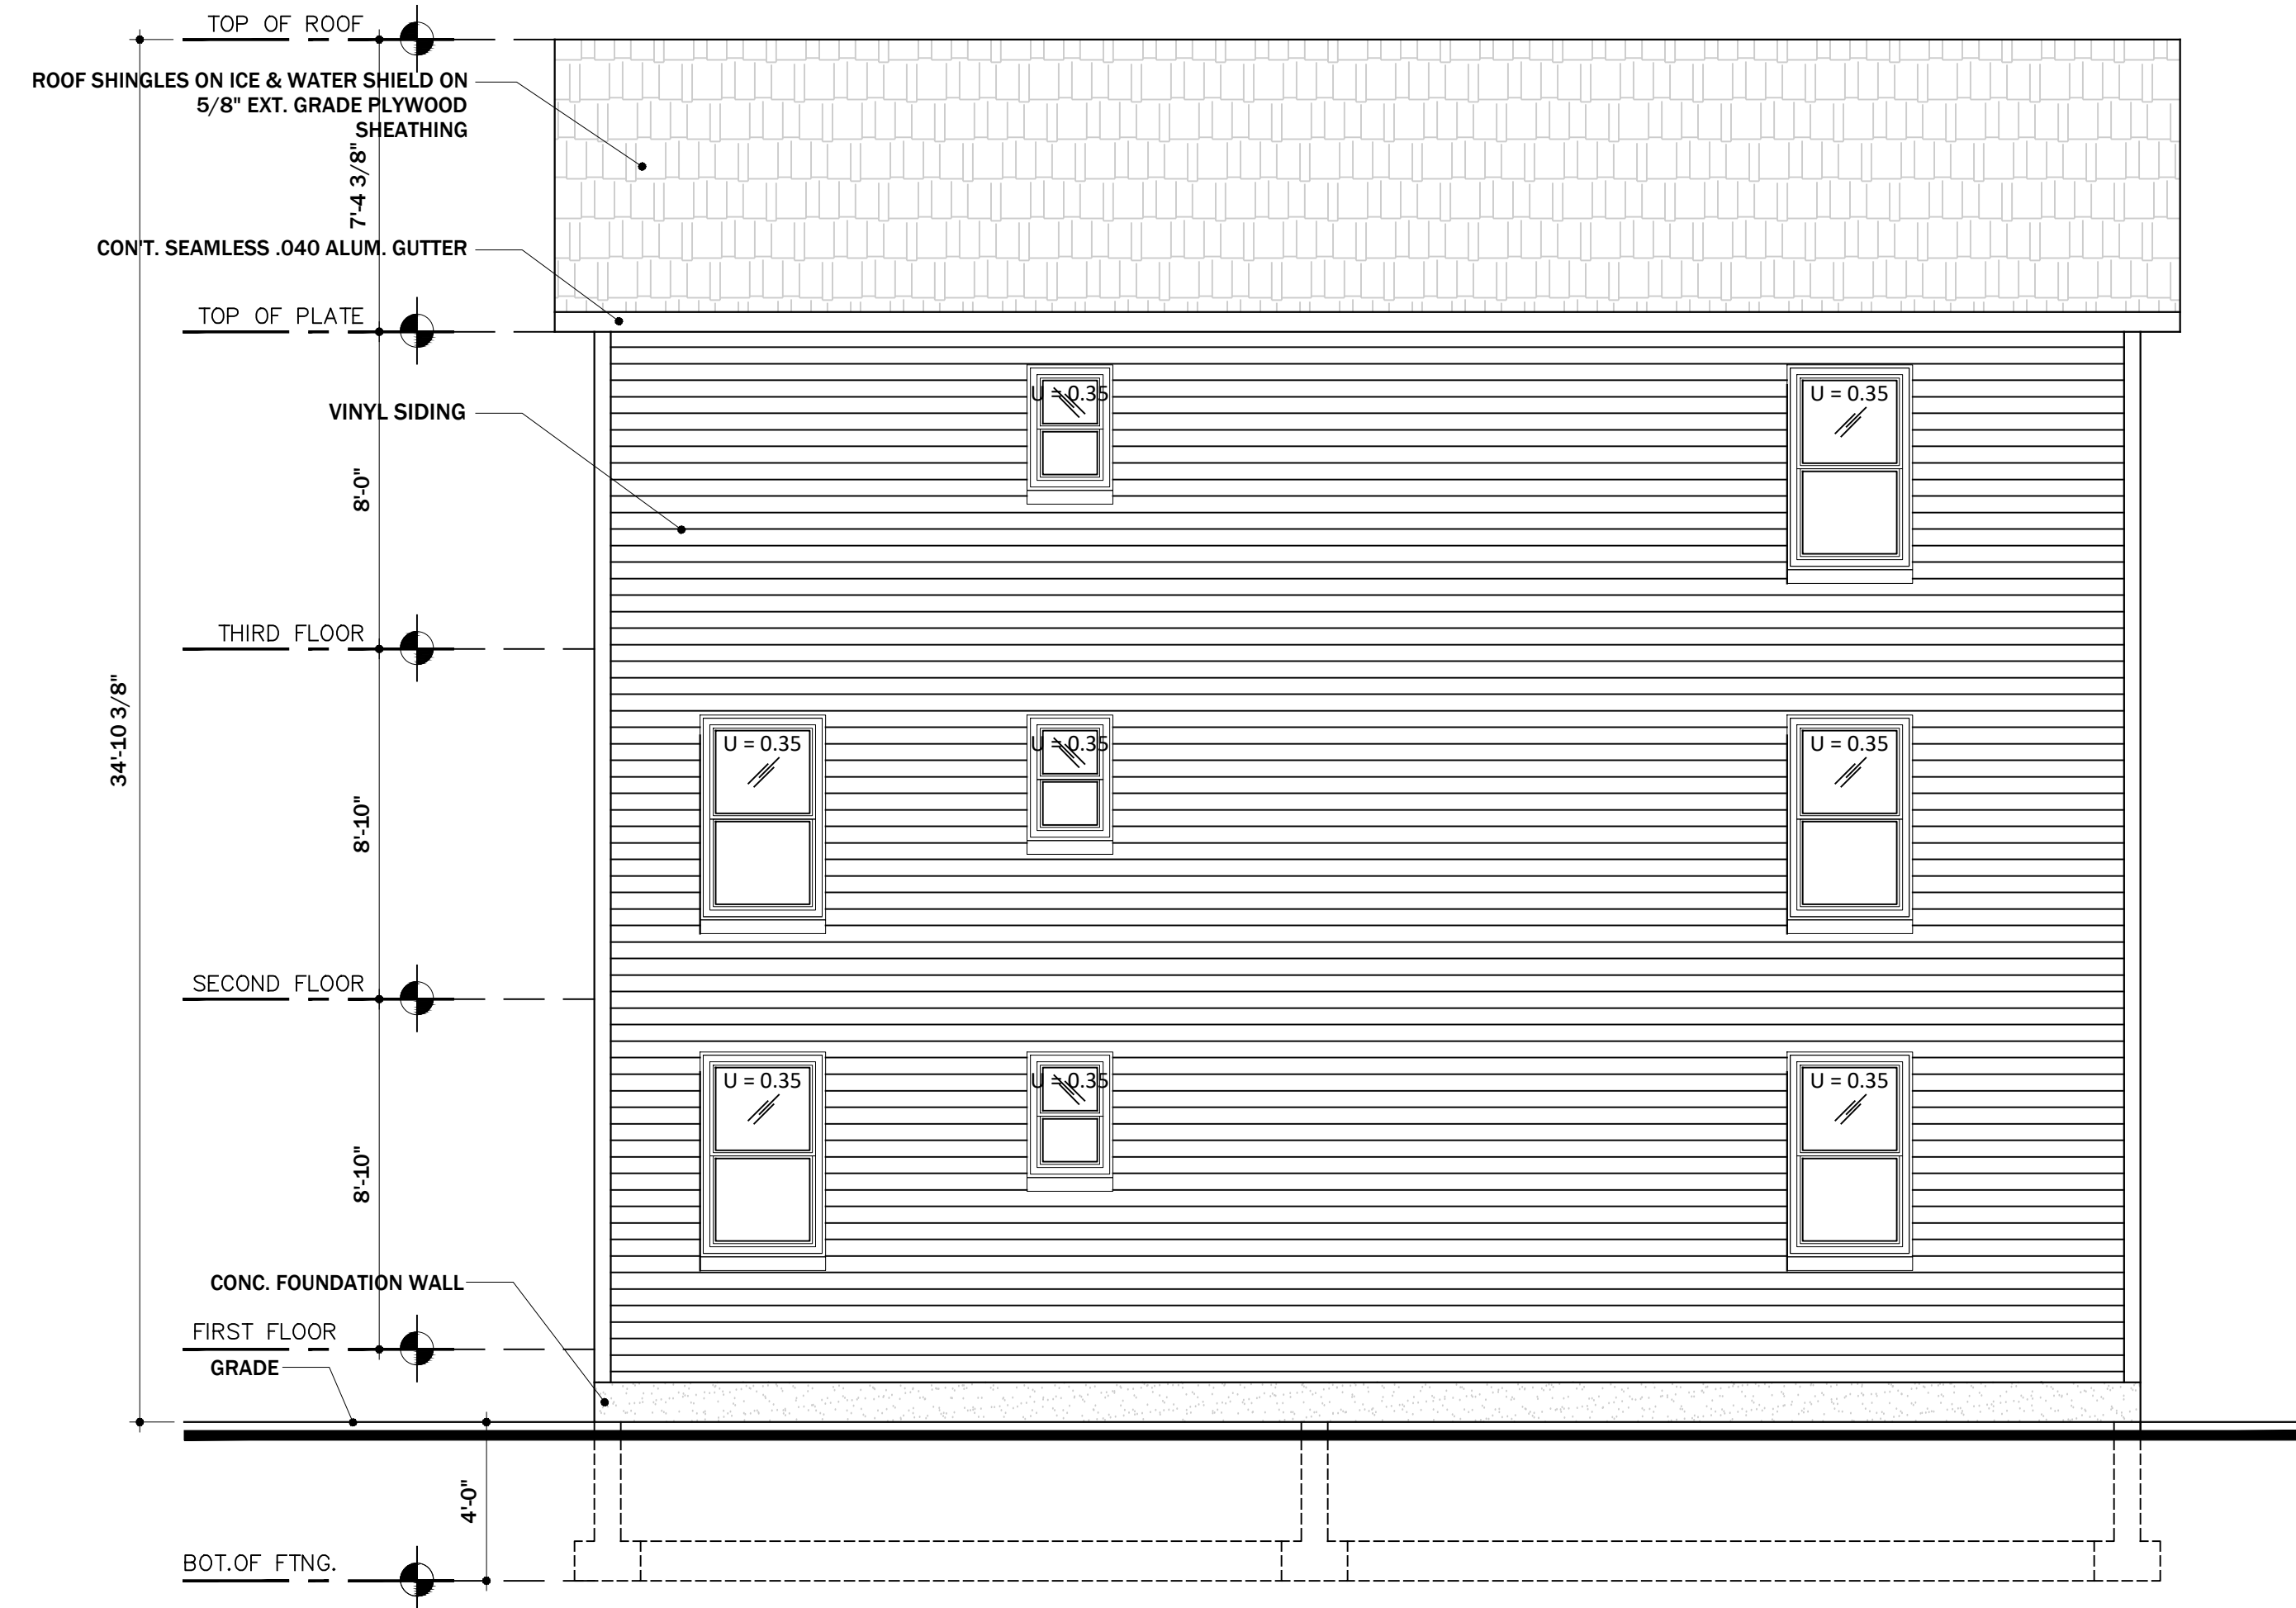 TOP OF ROOF
ROOF SHINGLES ON ICE & WATER SHIELD ON
5/8" EXT. GRADE PLYWOOD
SHEATHING
7'-4 3/8"
CON'T. SEAMLESS .040 ALUM. GUTTER
TOP OF PLATE
U = 0.35
U = 0.35
VINYL SIDING
8'-0"
THIRD FLOOR
34'-10 3/8"
U = 0.35
U = 0.35
U = 0.35
8'-10"
SECOND FLOOR
U = 0.35
U = 0.35
U = 0.35
8'-10"
CONC. FOUNDATION WALL
FIRST FLOOR
GRADE
4'-0"
BOT.OF FTNG.